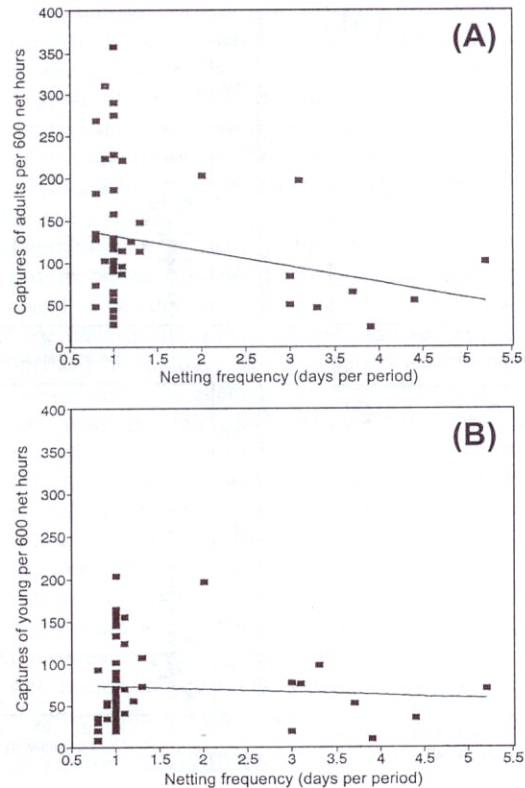 (A)
Captures of adults per 600 net hours
400
350
300
250
200
150
100
50
0
0.5 1 1.5 2 2.5 3 3.5 4 4.5 5 5.5
Netting frequency (days per period)
(B)
Captures of young per 600 net hours
400
350
300
250
200
150
100
50
0
0.5 1 1.5 2 2.5 3 3.5 4 4.5 5 5.5
Netting frequency (days per period)